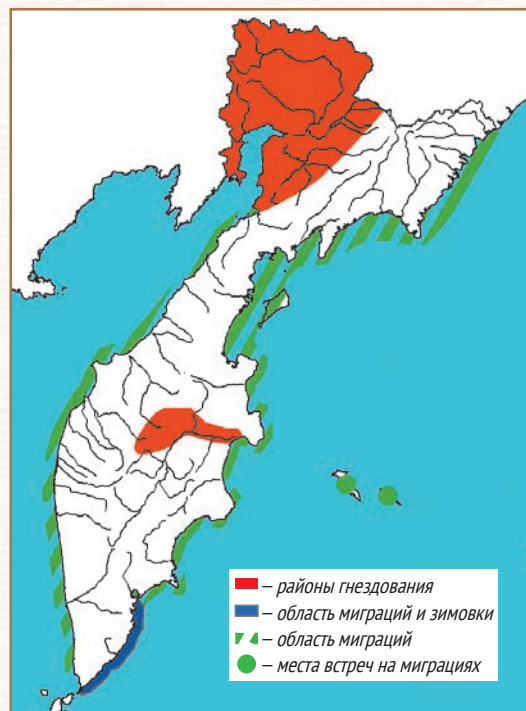 – районы гнездования
– область миграций и зимовки
– область миграций
– места встреч на миграциях